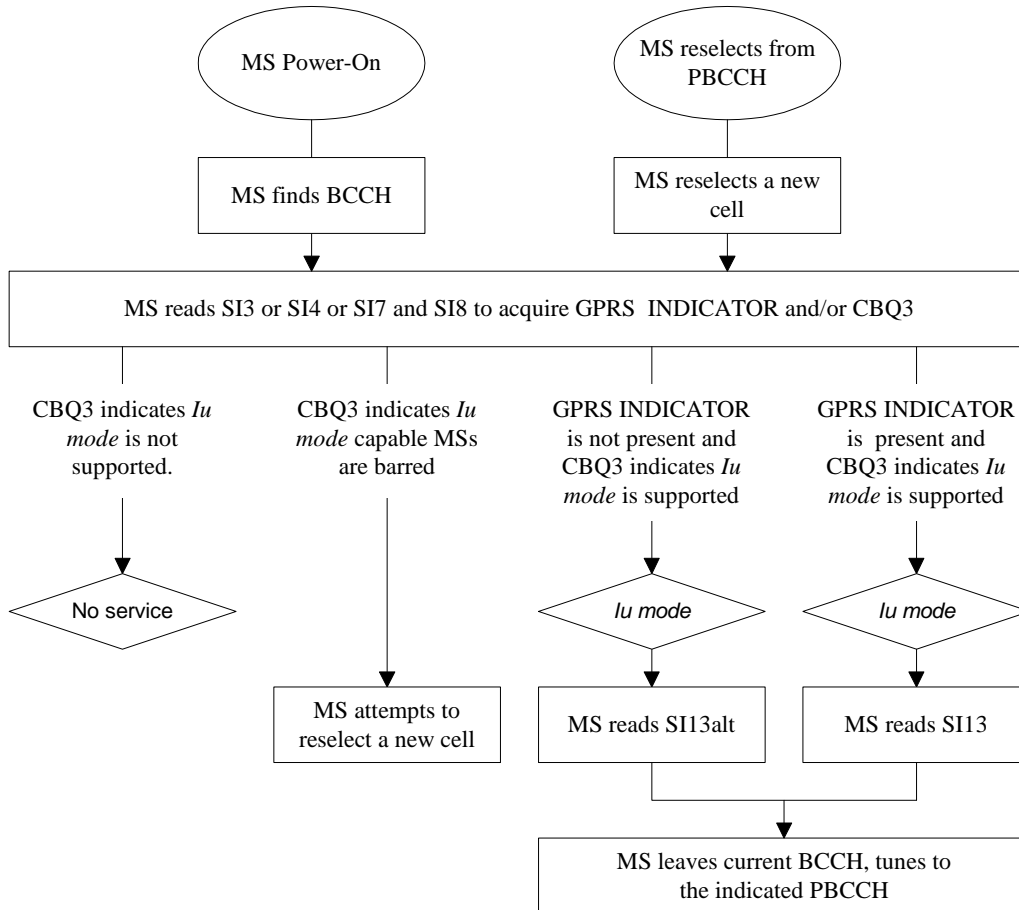 MS Power-On
MS reselects from
PBCCH
MS finds BCCH
MS reselects a new
cell
MS reads SI3 or SI4 or SI7 and SI8 to acquire GPRS  INDICATOR and/or CBQ3
CBQ3 indicates Iu
mode is not
supported.
CBQ3 indicates Iu
mode capable MSs
are barred
GPRS INDICATOR
is not present and
CBQ3 indicates Iu
mode is supported
GPRS INDICATOR
is  present and
CBQ3 indicates Iu
mode is supported
No service
Iu mode
Iu mode
MS attempts to
reselect a new cell
MS reads SI13alt
MS reads SI13
MS leaves current BCCH, tunes to
the indicated PBCCH